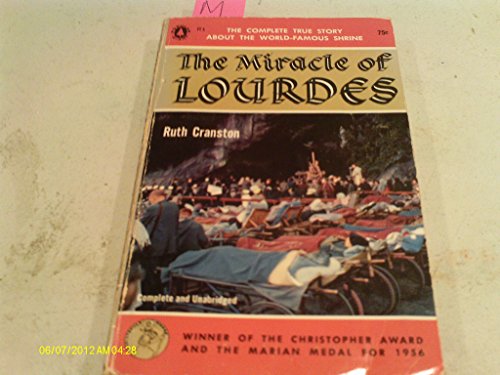 M
THE COMPLETE TRUE STORY
ABOUT THE WORLD-FAMOUS SHRINE
75¢
The Miracle of
LOURDES
Ruth Cranston
Complete and Unabridged
WINNER OF THE CHRISTOPHER AWARD
AND THE MARIAN MEDAL FOR 1956
06/07/2012 AM 04:28